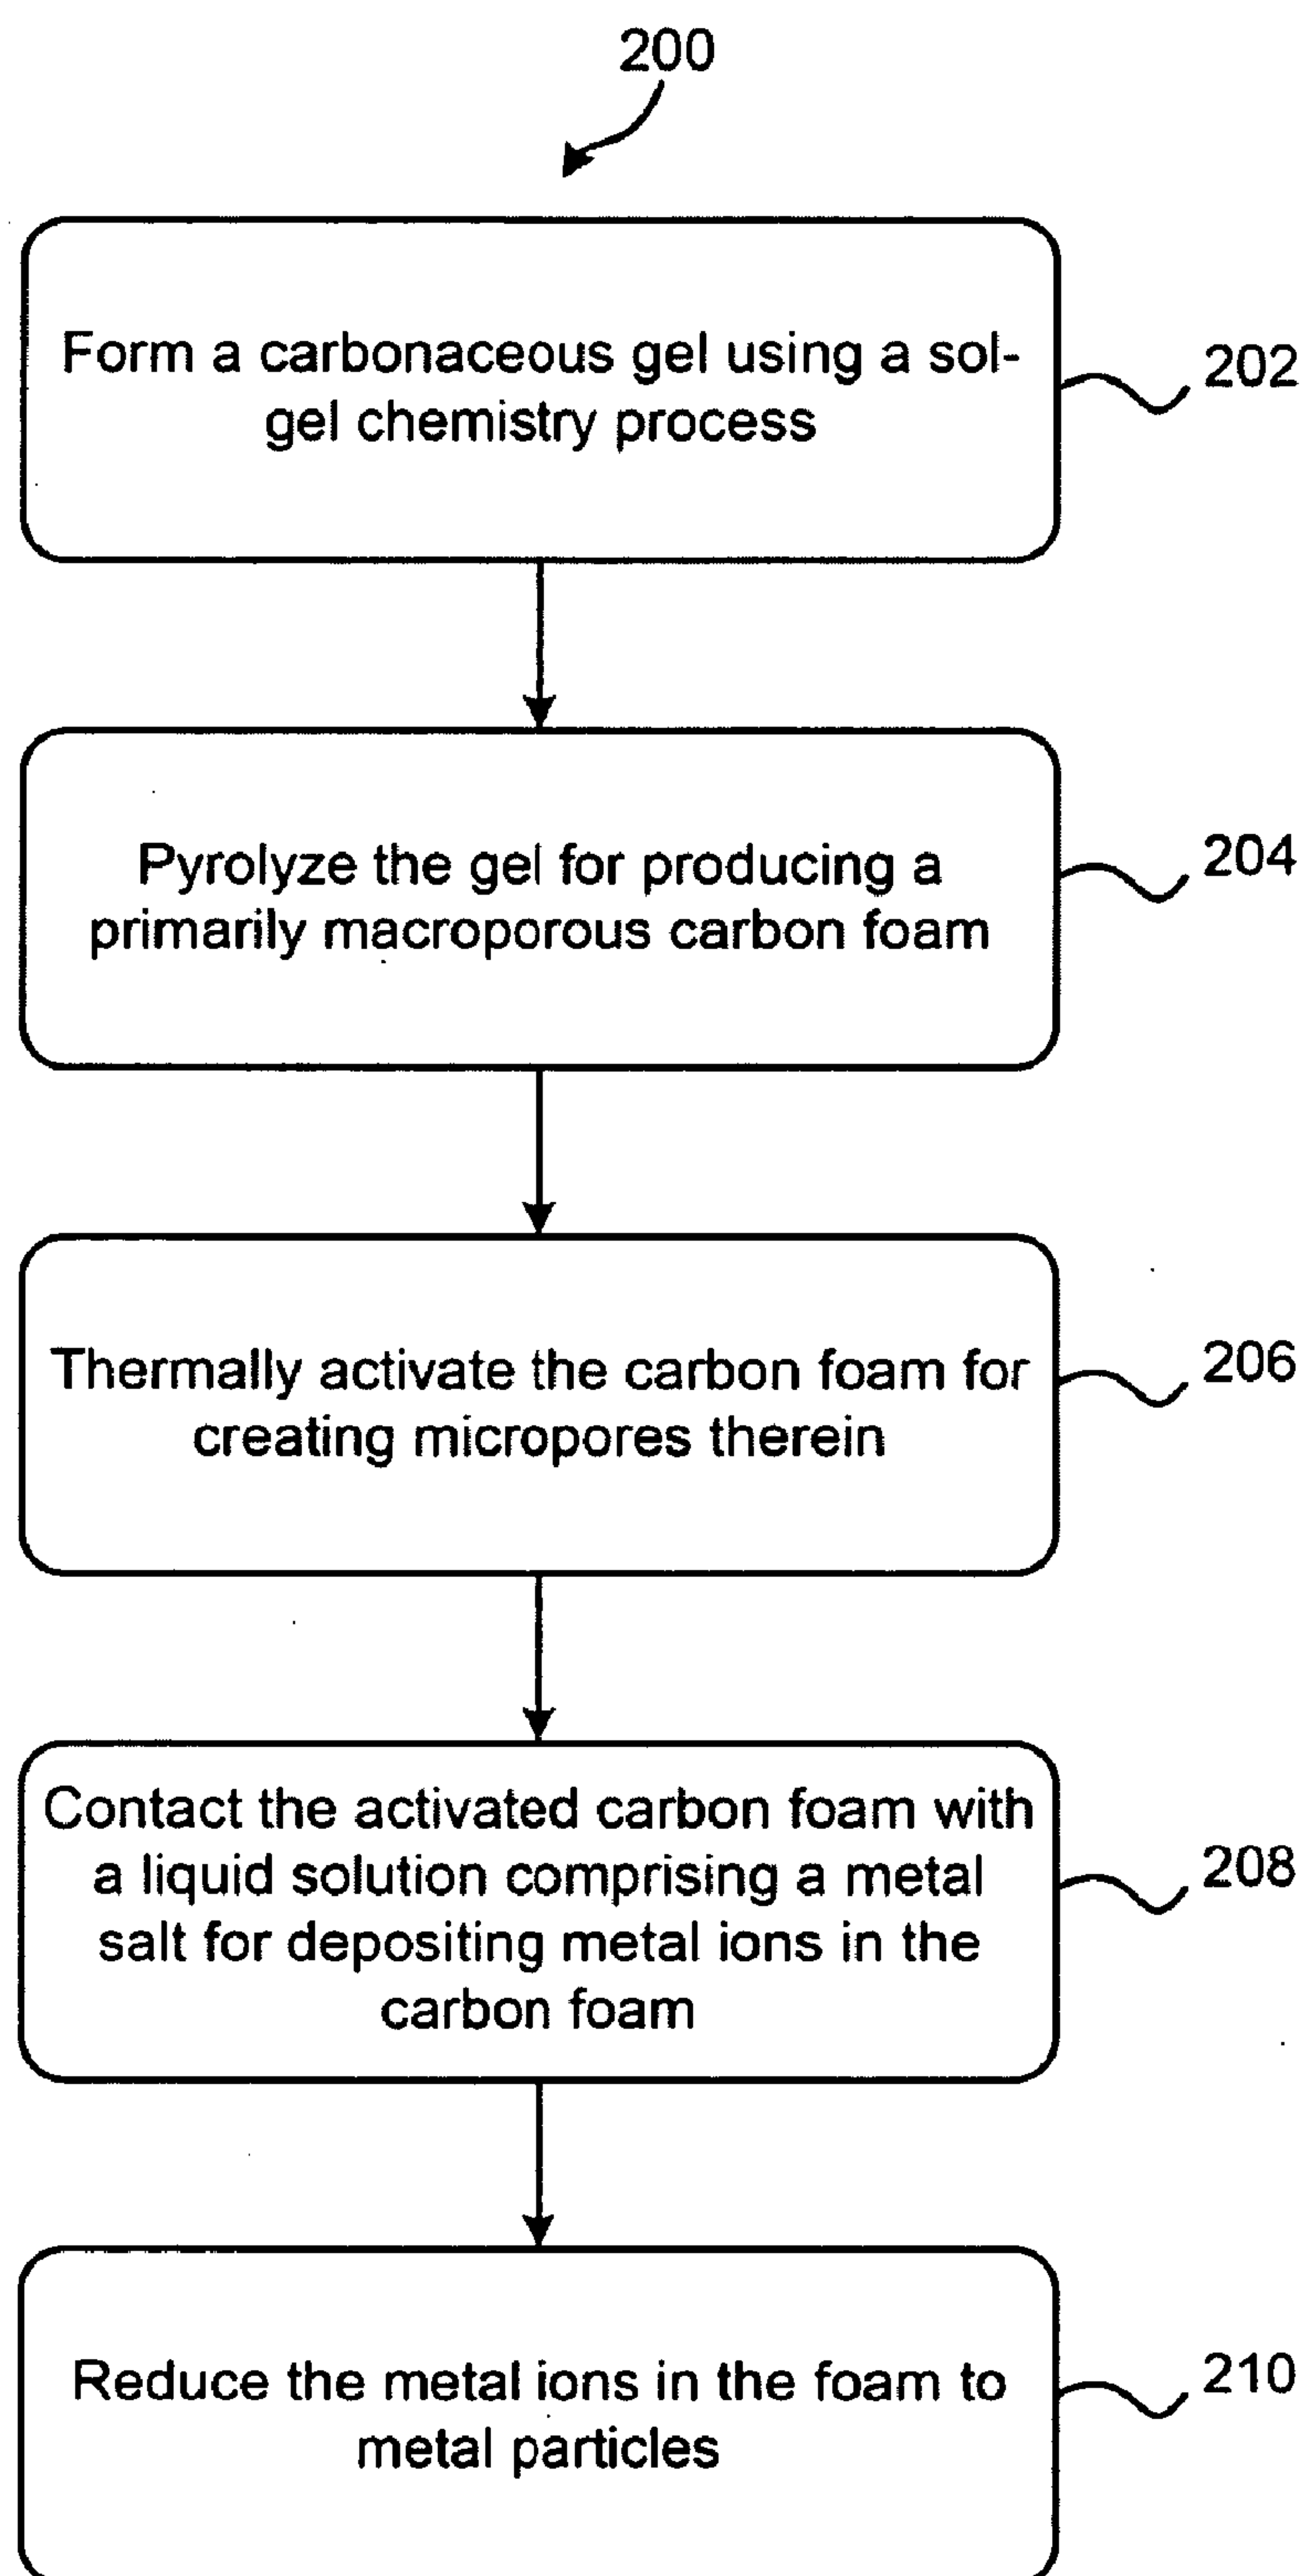 200
Form a carbonaceous gel using a sol-
gel chemistry process
202
Pyrolyze the gel for producing a
primarily macroporous carbon foam
204
Thermally activate the carbon foam for
creating micropores therein
206
Contact the activated carbon foam with
a liquid solution comprising a metal
salt for depositing metal ions in the
carbon foam
208
Reduce the metal ions in the foam to
metal particles
210